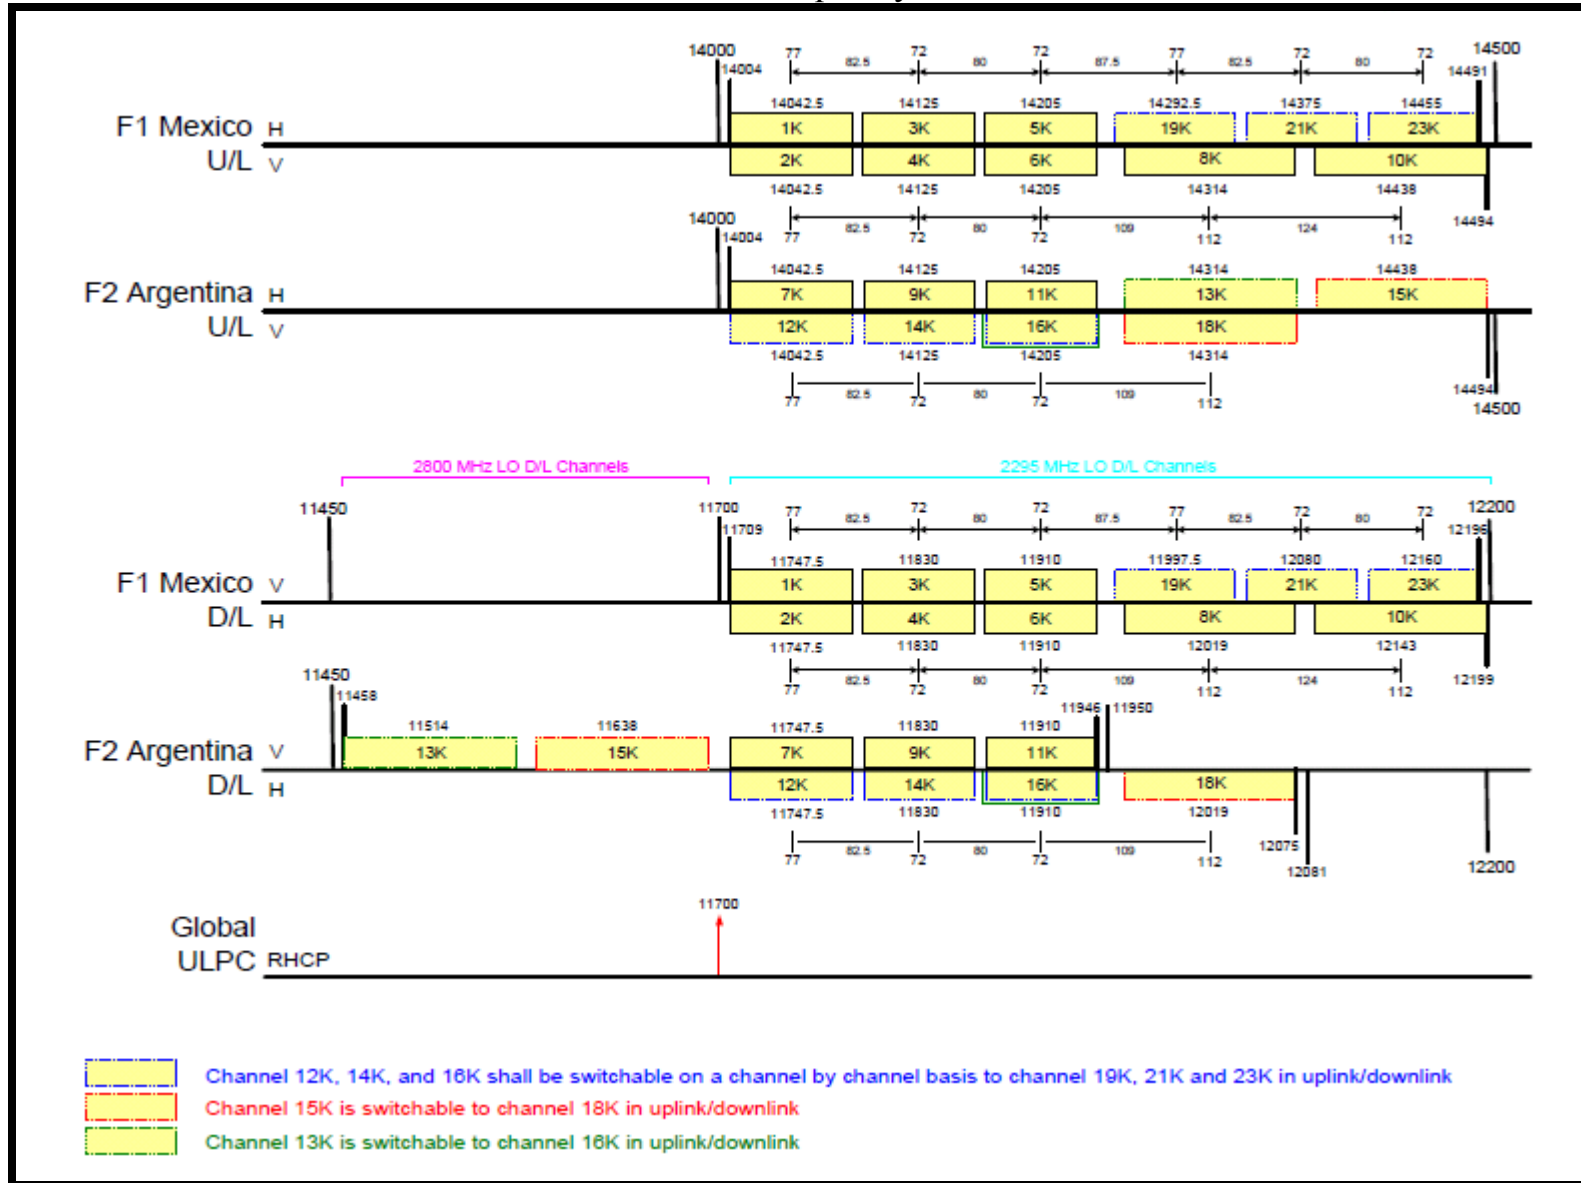 14000 77 82.5 72 80 72 87.5 77 82.5 72 80 72 14500
14004 14491
14042.5 14125 14205 14292.5 14375 14455
F1 Mexico H 1K 3K 5K 19K 21K 23K
U/L V 2K 4K 6K 8K 10K
14042.5 14125 14205 14314 14438
14000 14494
14004 77 82.5 72 80 72 109 112 124 112
14042.5 14125 14205 14314 14438
F2 Argentina H 7K 9K 11K 13K 15K
U/L V 12K 14K 16K 18K
14042.5 14125 14205 14314
77 82.5 72 80 72 109 112 14494
14500
2800 MHz LO D/L Channels 2295 MHz LO D/L Channels
11450 11700 77 82.5 72 80 72 87.5 77 82.5 72 80 72 12200
11709 12196
11747.5 11830 11910 11997.5 12080 12160
F1 Mexico V 1K 3K 5K 19K 21K 23K
D/L H 2K 4K 6K 8K 10K
11747.5 11830 11910 12019 12143
11450 77 82.5 72 80 72 109 112 124 112 12199
11458 11946 11950
11514 11638 11747.5 11830 11910
F2 Argentina V 13K 15K 7K 9K 11K
D/L H 12K 14K 16K 18K
11747.5 11830 11910 12019
77 82.5 72 80 72 109 112 12075
12081 12200
11700
Global
ULPC RHCP
Channel 12K, 14K, and 16K shall be switchable on a channel by channel basis to channel 19K, 21K and 23K in uplink/downlink
Channel 15K is switchable to channel 18K in uplink/downlink
Channel 13K is switchable to channel 16K in uplink/downlink